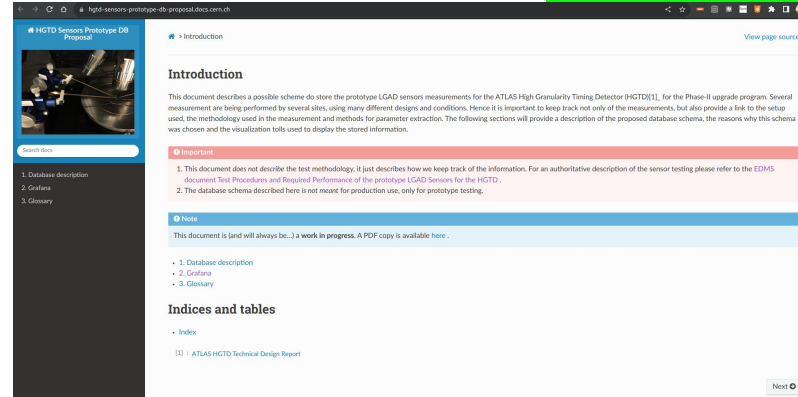 hgtd-sensors-prototype-db-proposal.docs.cern.ch
HGTD Sensors Prototype DB
Proposal
Search docs
1. Database description
2. Grafana
3. Glossary
> Introduction
View page source
Introduction
This document describes a possible scheme do store the prototype LGAD sensors measurements for the ATLAS High Granularity Timing Detector (HGTD)[1]_ for the Phase-II upgrade program. Several
measurement are being performed by several sites, using many different designs and conditions. Hence it is important to keep track not only of the measurements, but also provide a link to the setup
used, the methodology used in the measurement and methods for parameter extraction. The following sections will provide a description of the proposed database schema, the reasons why this schema
was chosen and the visualization tolls used to display the stored information.
Important
1. This document does not describe the test methodology, it just describes how we keep track of the information. For an authoritative description of the sensor testing please refer to the EDMS
document Test Procedures and Required Performance of the prototype LGAD Sensors for the HGTD .
2. The database schema described here is not meant for production use, only for prototype testing.
Note
This document is (and will always be...) a work in progress. A PDF copy is available here .
• 1. Database description
• 2. Grafana
• 3. Glossary
Indices and tables
• Index
[1] : ATLAS HGTD Technical Design Report
Next